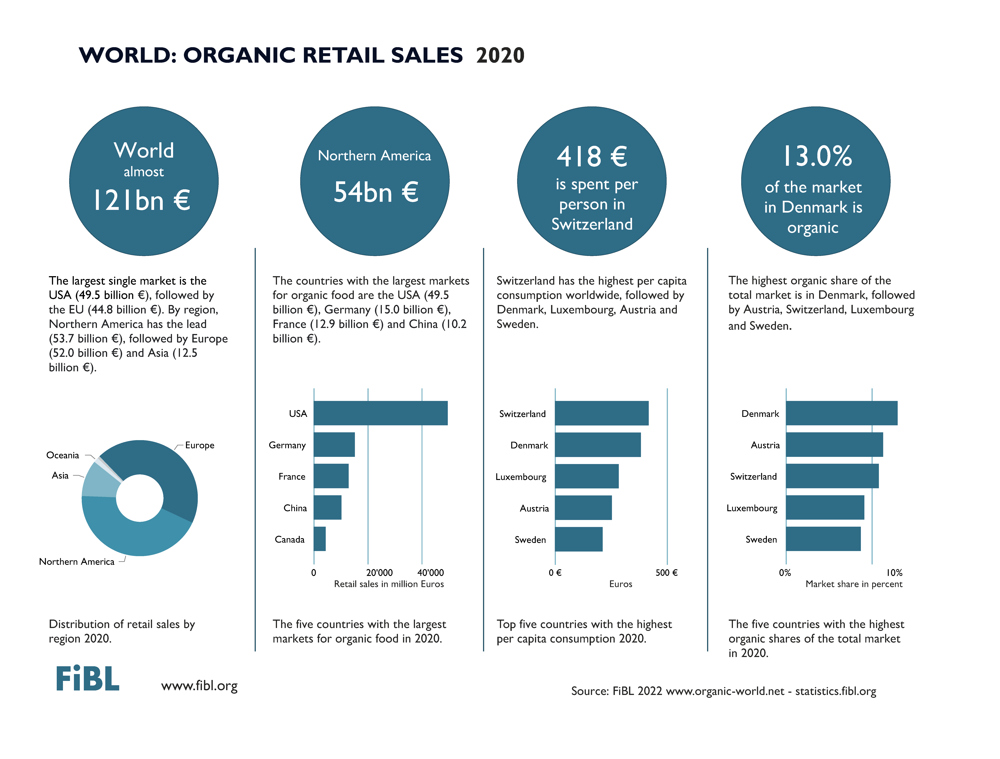 WORLD: ORGANIC RETAIL SALES 2020
World
almost
121bn €
Northern America
54bn €
418 €
is spent per
person in
Switzerland
13.0%
of the market
in Denmark is
organic
The largest single market is the
USA (49.5 billion €), followed by
the EU (44.8 billion €). By region,
Northern America has the lead
(53.7 billion €), followed by Europe
(52.0 billion €) and Asia (12.5
billion €).
The countries with the largest markets
for organic food are the USA (49.5
billion €), Germany (15.0 billion €),
France (12.9 billion €) and China (10.2
billion €).
Switzerland has the highest per capita
consumption worldwide, followed by
Denmark, Luxembourg, Austria and
Sweden.
The highest organic share of the
total market is in Denmark, followed
by Austria, Switzerland, Luxembourg
and Sweden.
Europe
Oceania
Asia
Northern America
USA
Germany
France
China
Canada
0 20'000 40'000
Retail sales in million Euros
Switzerland
Denmark
Luxembourg
Austria
Sweden
0 € 500 €
Euros
Denmark
Austria
Switzerland
Luxembourg
Sweden
0% 10%
Market share in percent
Distribution of retail sales by
region 2020.
The five countries with the largest
markets for organic food in 2020.
Top five countries with the highest
per capita consumption 2020.
The five countries with the highest
organic shares of the total market
in 2020.
FiBL
www.fibl.org
Source: FiBL 2022 www.organic-world.net - statistics.fibl.org